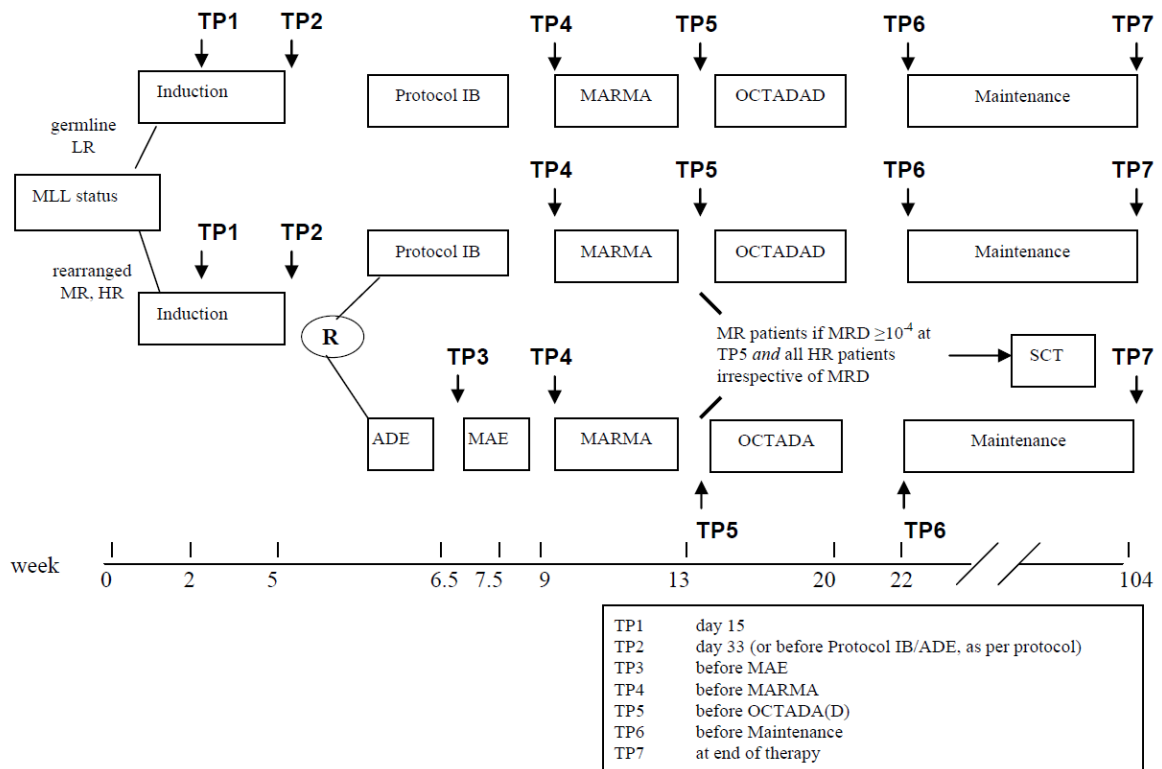 TP1 TP2 TP4 TP5 TP6 TP7
Induction Protocol IB MARMA OCTADAD Maintenance
germline
LR
MLL status
TP4 TP5 TP6 TP7
TP1 TP2
Protocol IB MARMA OCTADAD Maintenance
rearranged
MR, HR
Induction
R
MR patients if MRD ≥10⁻⁴ at
TP5 and all HR patients
irrespective of MRD
SCT
TP3 TP4 TP7
ADE MAE MARMA OCTADA Maintenance
TP5 TP6
week
0 2 5 6.5 7.5 9 13 20 22 104
TP1 day 15
TP2 day 33 (or before Protocol IB/ADE, as per protocol)
TP3 before MAE
TP4 before MARMA
TP5 before OCTADA(D)
TP6 before Maintenance
TP7 at end of therapy